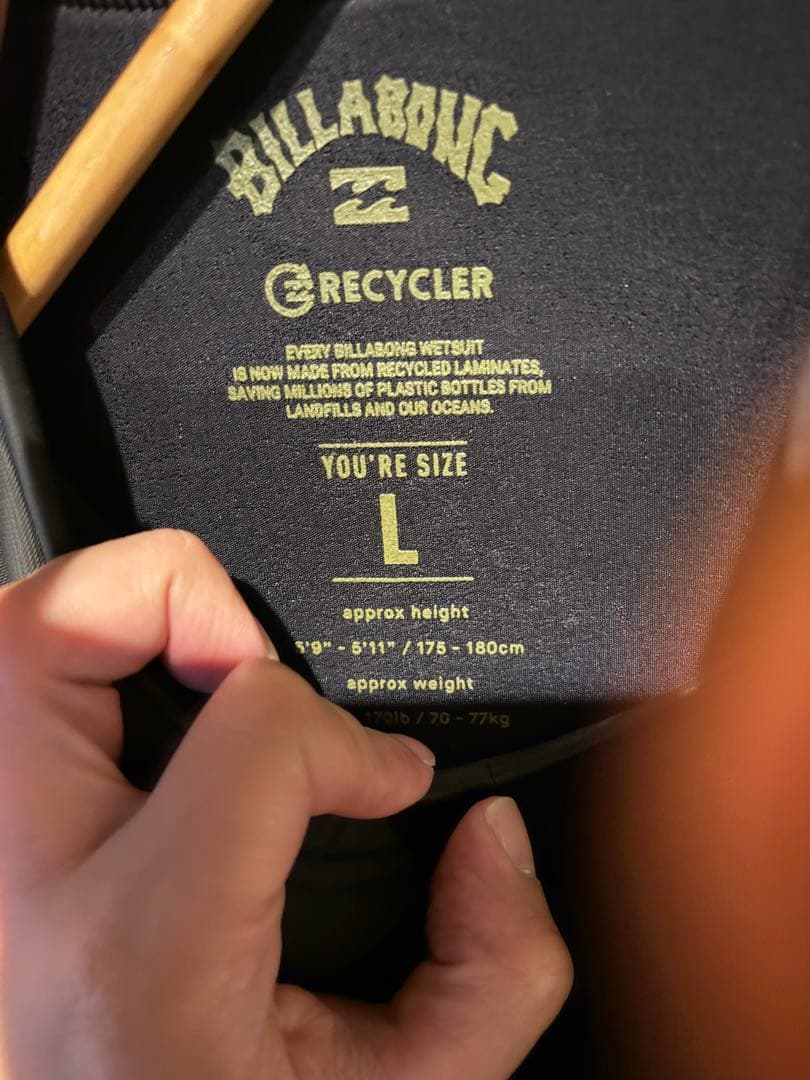 BILLABONG
RECYCLER
EVERY BILLABONG WETSUIT
IS NOW MADE FROM RECYCLED LAMINATES,
SAVING MILLIONS OF PLASTIC BOTTLES FROM
LANDFILLS AND OUR OCEANS.
YOU'RE SIZE
L
approx height
5'9" - 5'11" / 175 - 180cm
approx weight
170lb / 70 - 77kg